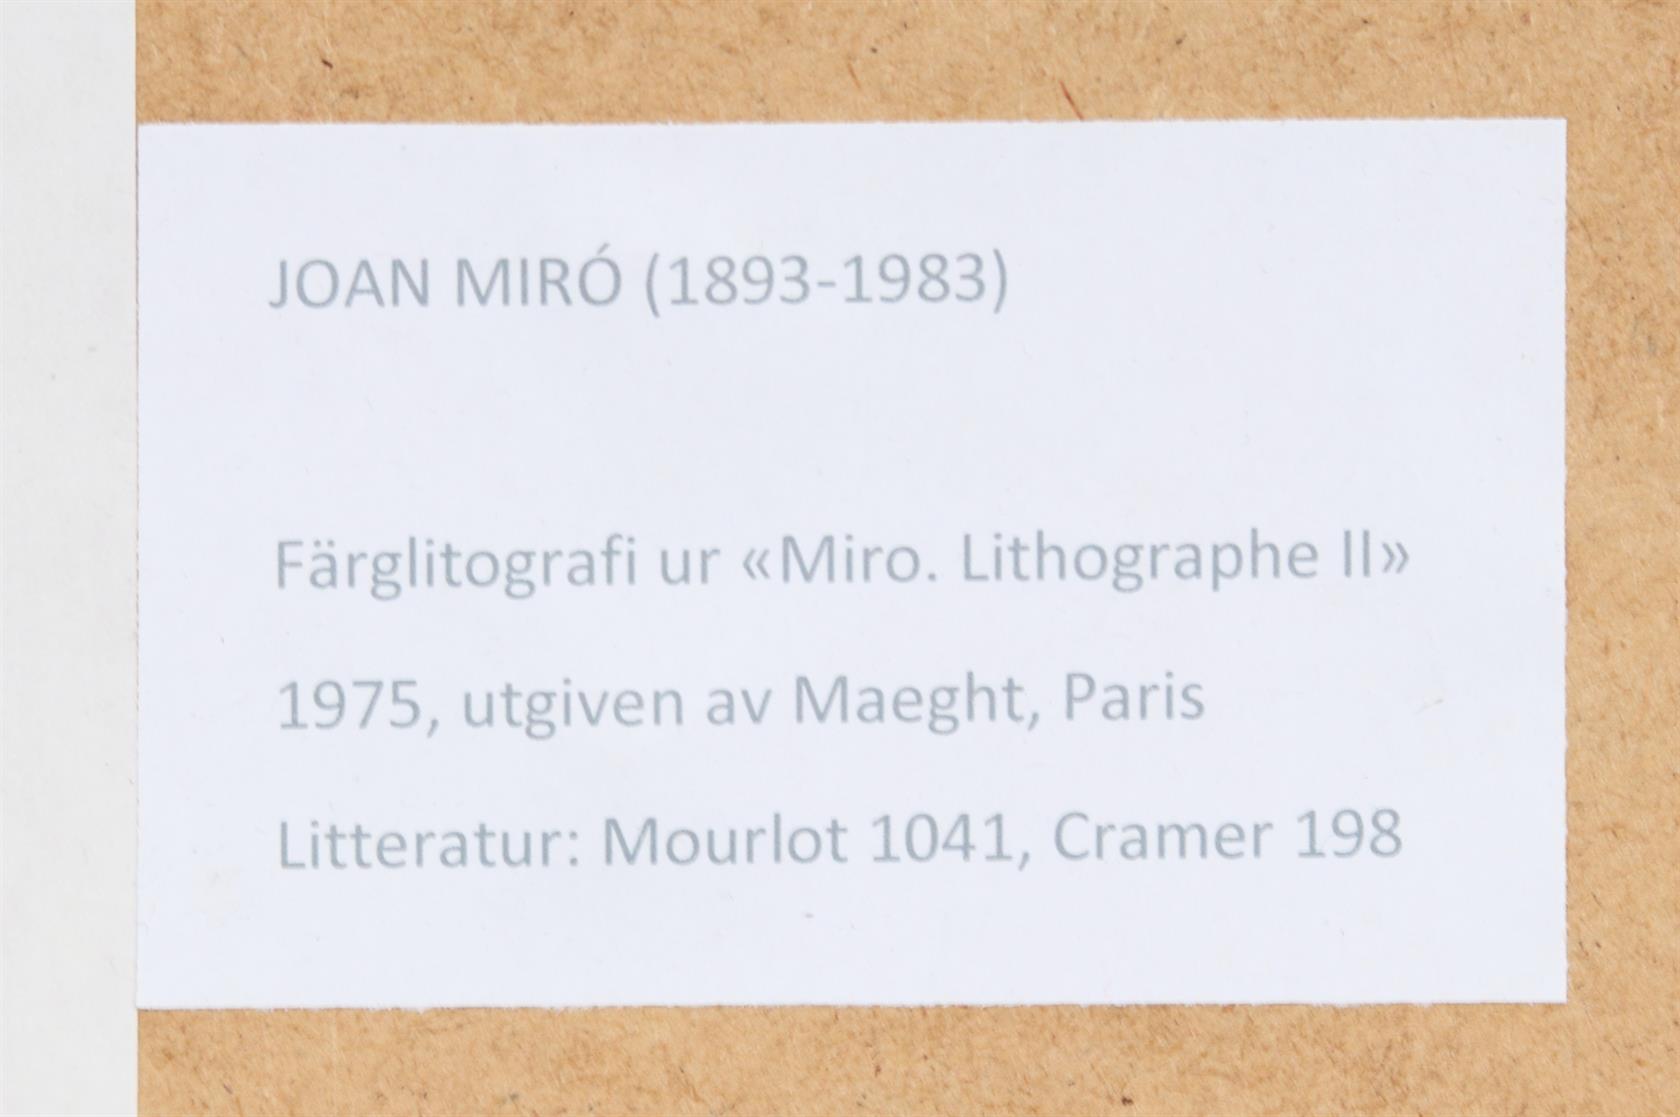 JOAN MIRÓ (1893-1983)
Färglitografi ur «Miro. Lithographe II»
1975, utgiven av Maeght, Paris
Litteratur: Mourlot 1041, Cramer 198